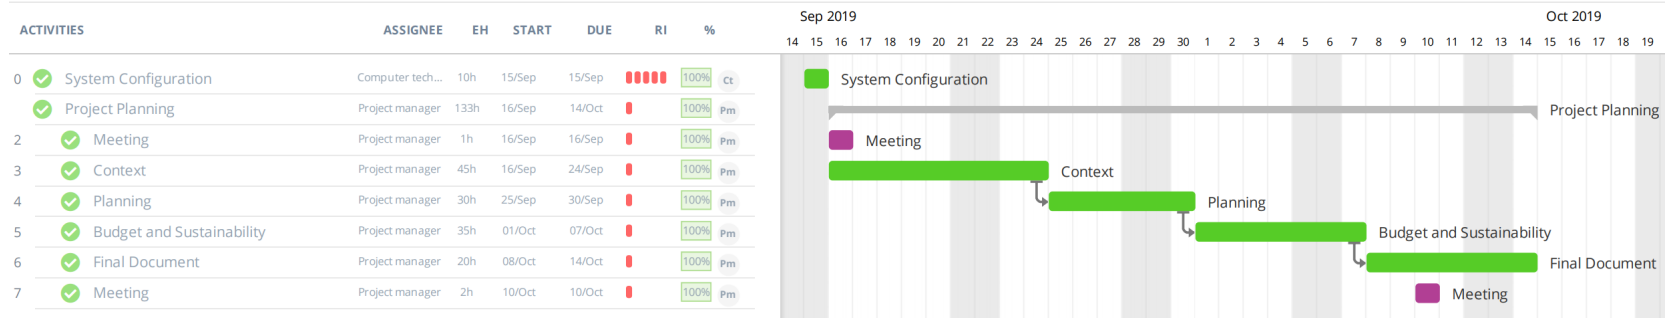 Sep 2019 Oct 2019
ACTIVITIES ASSIGNEE EH START DUE RI %
14 15 16 17 18 19 20 21 22 23 24 25 26 27 28 29 30 1 2 3 4 5 6 7 8 9 10 11 12 13 14 15 16 17 18 19
0 System Configuration Computer tech... 10h 15/Sep 15/Sep 100% Ct System Configuration
Project Planning Project manager 133h 16/Sep 14/Oct 100% Pm Project Planning
2 Meeting Project manager 1h 16/Sep 16/Sep 100% Pm Meeting
3 Context Project manager 45h 16/Sep 24/Sep 100% Pm Context
4 Planning Project manager 30h 25/Sep 30/Sep 100% Pm Planning
5 Budget and Sustainability Project manager 35h 01/Oct 07/Oct 100% Pm Budget and Sustainability
6 Final Document Project manager 20h 08/Oct 14/Oct 100% Pm Final Document
7 Meeting Project manager 2h 10/Oct 10/Oct 100% Pm Meeting